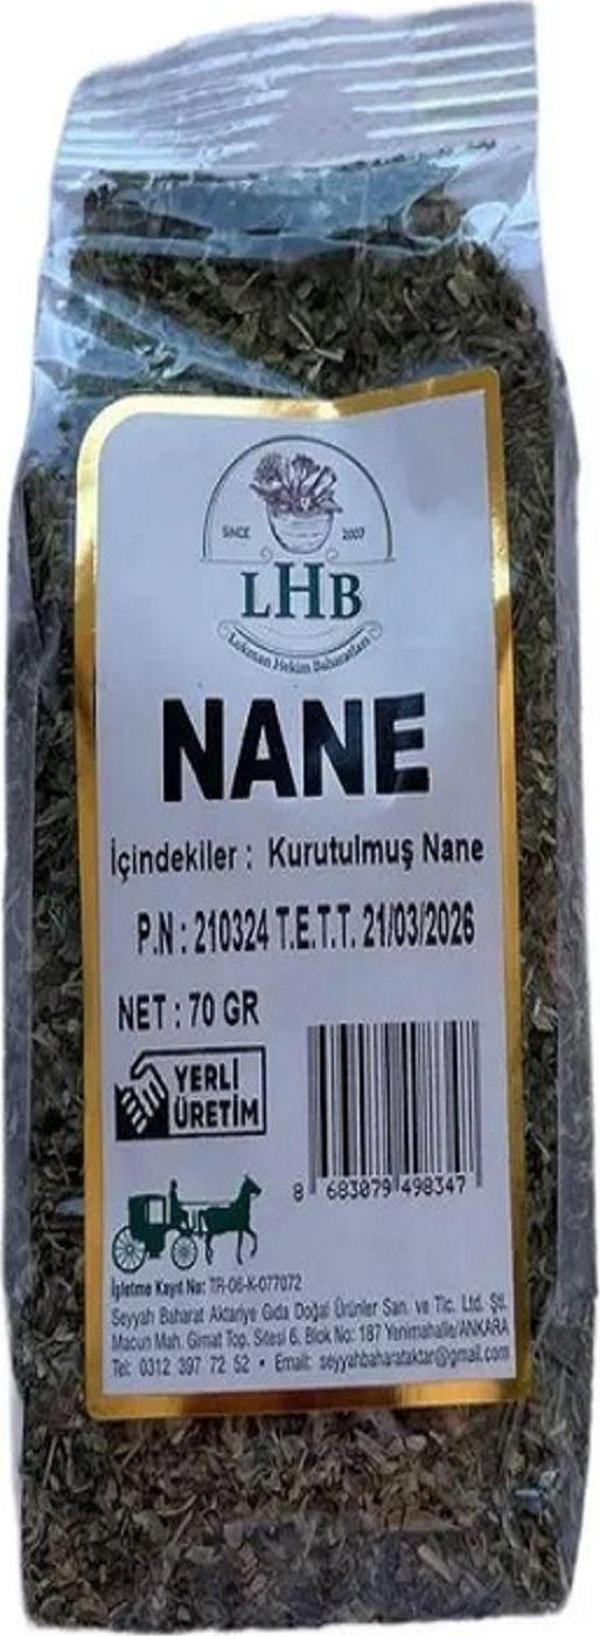 SINCE 2007
LHB
Lokman Hekim Baharatları
NANE
İçindekiler : Kurutulmuş Nane
P.N : 210324 T.E.T.T. 21/03/2026
NET : 70 GR
YERLİ
ÜRETİM
8 683079 498347
İşletme Kayıt No: TR-06-K-077072
Seyyah Baharat Aktariye Gıda Doğal Ürünler San. ve Tic. Ltd. Şti.
Macun Mah. Gimat Top. Sitesi 6. Blok No: 187 Yenimahalle/ANKARA
Tel: 0312 397 72 52 • Email: seyyahbaharataktar@gmail.com